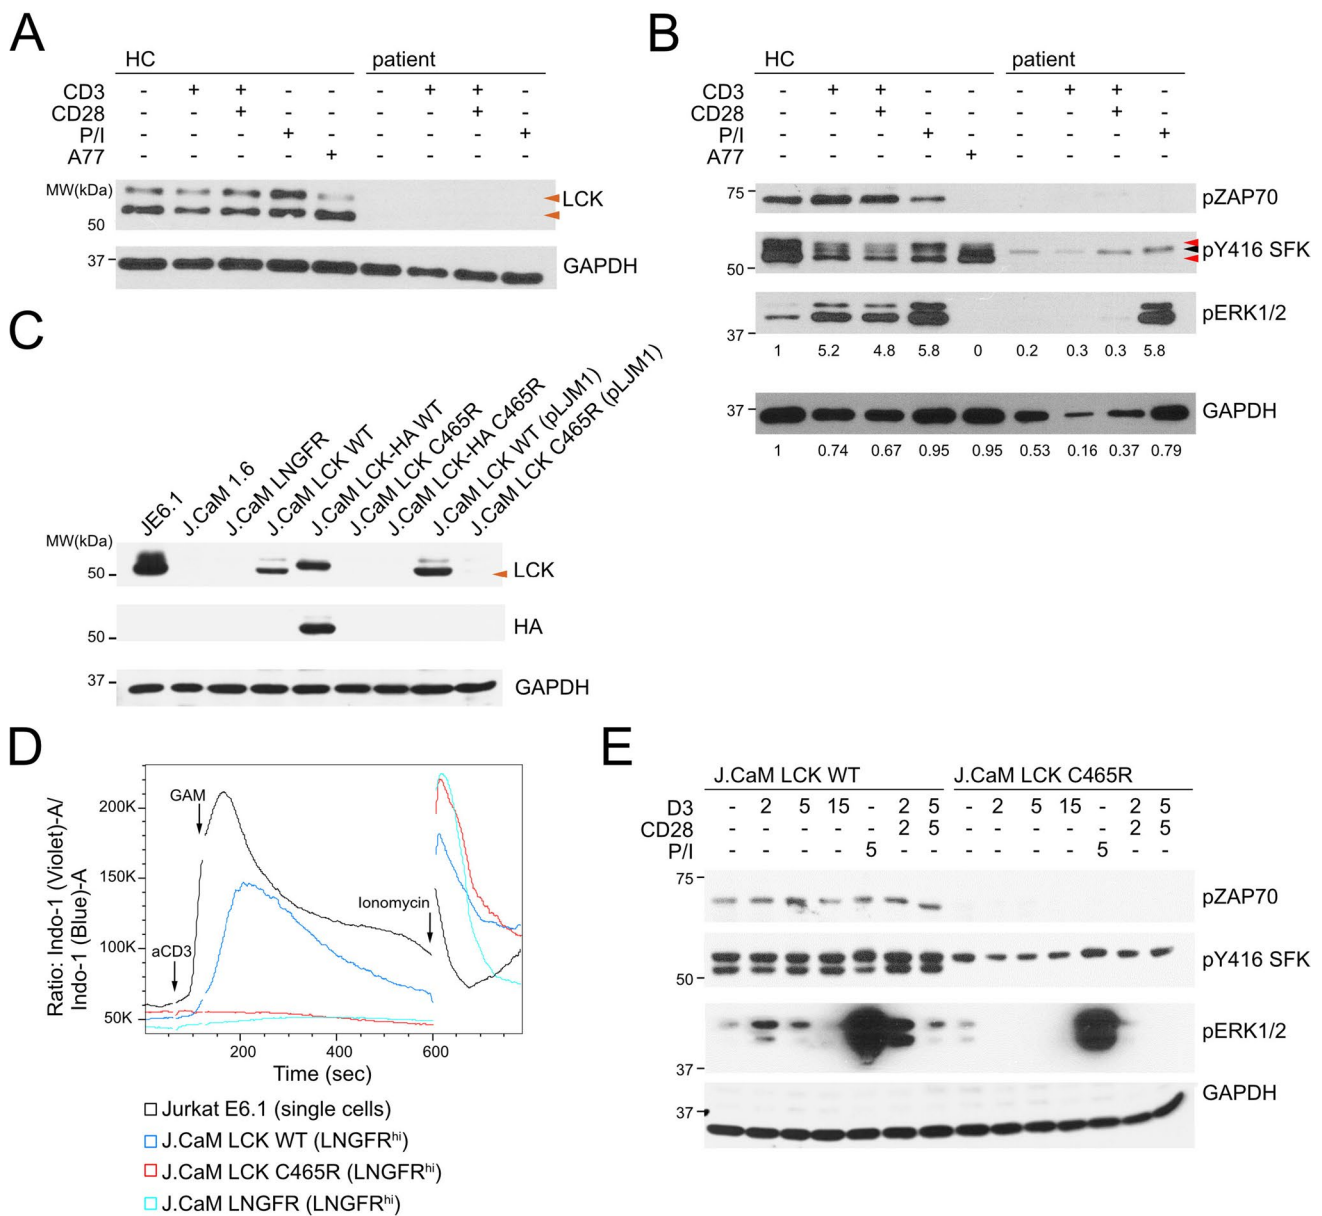 A
HC patient
CD3 - + + - - - + + -
CD28 - - + - - - - + -
P/I - - - + - - - - +
A77 - - - - + - - - -
MW(kDa)
50
LCK
37
GAPDH
B
HC patient
CD3 - + + - - - + + -
CD28 - - + - - - - + -
P/I - - - + - - - - +
A77 - - - - + - - - -
75
pZAP70
50
pY416 SFK
37
pERK1/2
1 5.2 4.8 5.8 0 0.2 0.3 0.3 5.8
37
GAPDH
1 0.74 0.67 0.95 0.95 0.53 0.16 0.37 0.79
C
JE6.1
J.CaM 1.6
J.CaM LNGFR
J.CaM LCK WT
J.CaM LCK-HA WT
J.CaM LCK C465R
J.CaM LCK-HA C465R
J.CaM LCK WT (pLJM1)
J.CaM LCK C465R (pLJM1)
MW(kDa)
50
LCK
50
HA
37
GAPDH
D
Ratio: Indo-1 (Violet)-A/
Indo-1 (Blue)-A
200K
150K
100K
50K
GAM
aCD3
Ionomycin
200 400 600
Time (sec)
Jurkat E6.1 (single cells)
J.CaM LCK WT (LNGFRhi)
J.CaM LCK C465R (LNGFRhi)
J.CaM LNGFR (LNGFRhi)
E
J.CaM LCK WT J.CaM LCK C465R
D3 - 2 5 15 - 2 5 - 2 5 15 - 2 5
CD28 - - - - - 2 5 - - - - - 2 5
P/I - - - - 5 - - - - - - 5 - -
75
pZAP70
50
pY416 SFK
37
pERK1/2
37
GAPDH